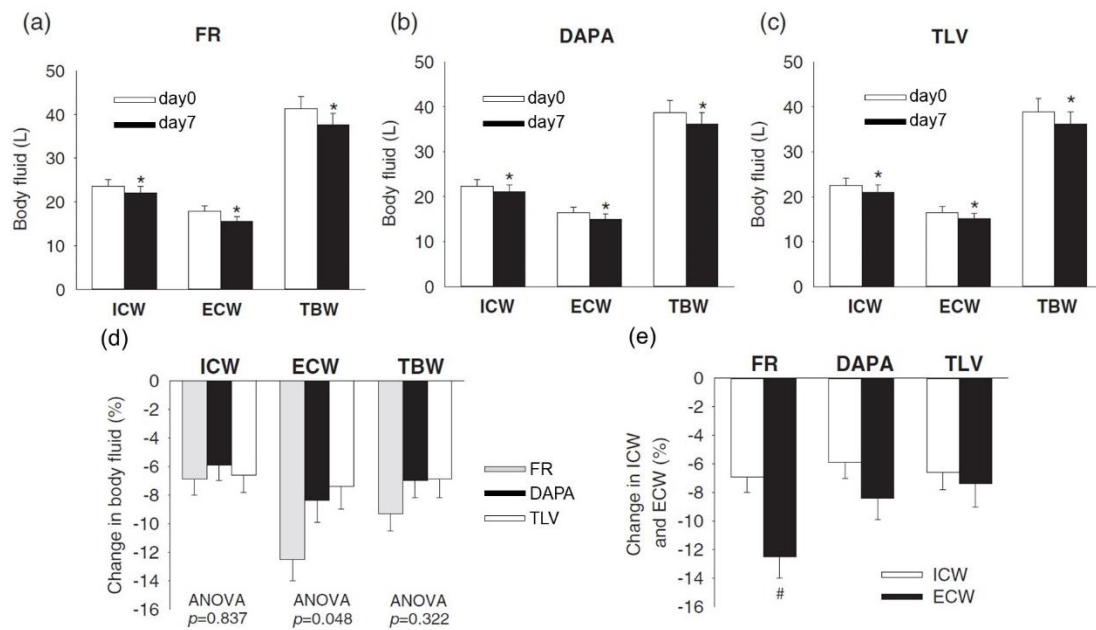 (a)
FR
Body fluid (L)
50
40
30
20
10
0
day0
day7
*
*
*
ICW ECW TBW
(b)
DAPA
Body fluid (L)
50
40
30
20
10
0
day0
day7
*
*
*
ICW ECW TBW
(c)
TLV
Body fluid (L)
50
40
30
20
10
0
day0
day7
*
*
*
ICW ECW TBW
(d)
ICW ECW TBW
Change in body fluid (%)
0
-2
-4
-6
-8
-10
-12
-14
-16
FR
DAPA
TLV
ANOVA ANOVA ANOVA
p=0.837 p=0.048 p=0.322
(e)
FR DAPA TLV
Change in ICW
and ECW (%)
0
-2
-4
-6
-8
-10
-12
-14
-16
#
ICW
ECW